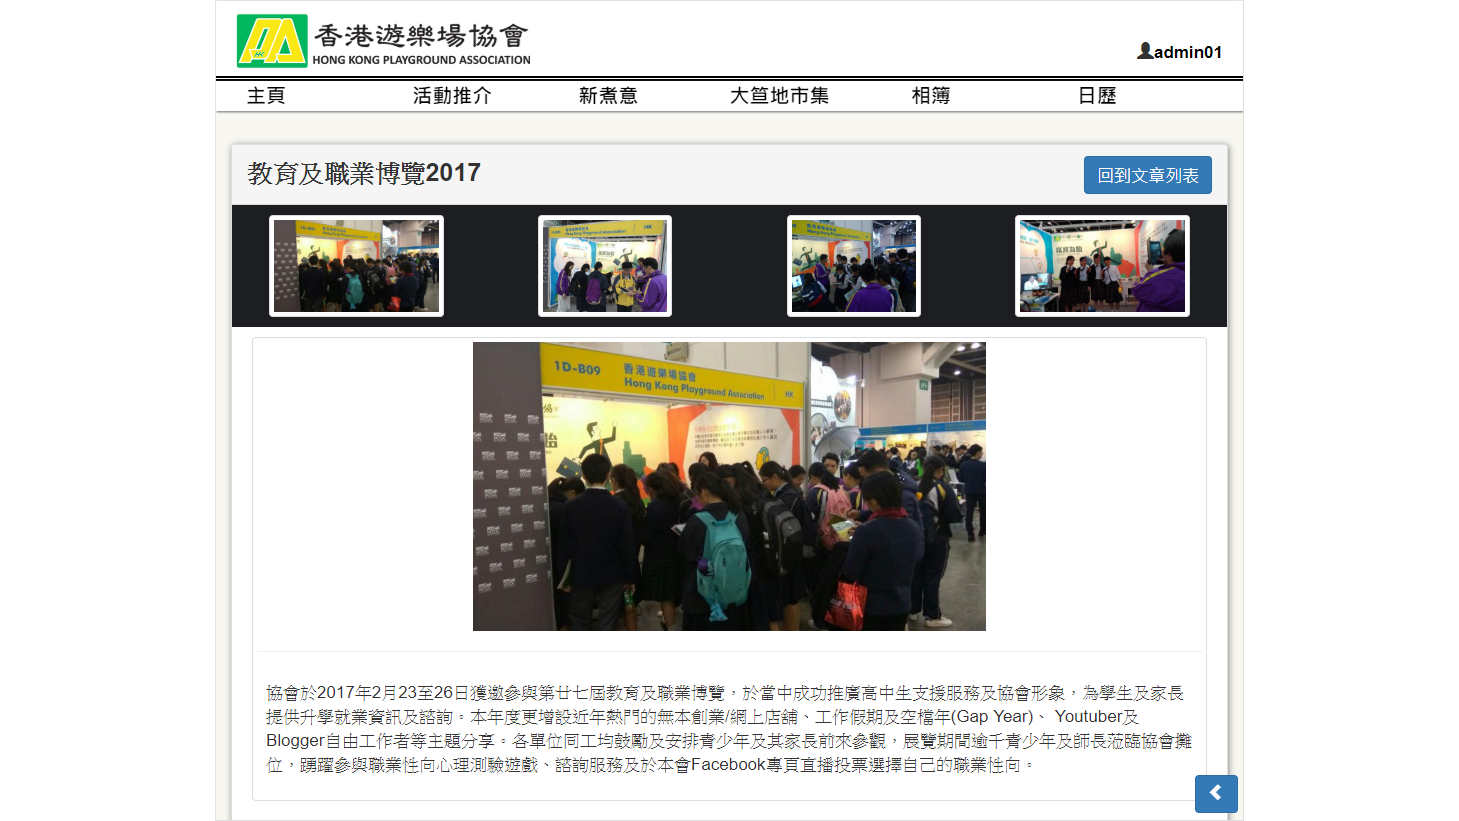 香港遊樂場協會
HONG KONG PLAYGROUND ASSOCIATION
admin01
主頁 活動推介 新煮意 大笪地市集 相簿 日歷
教育及職業博覽2017
回到文章列表
1D-B09 香港遊樂場協會 HK
Hong Kong Playground Association
協會於2017年2月23至26日獲邀參與第廿七屆教育及職業博覽，於當中成功推廣高中生支援服務及協會形象，為學生及家長
提供升學就業資訊及諮詢。本年度更增設近年熱門的無本創業/網上店舖、工作假期及空檔年(Gap Year)、 Youtuber及
Blogger自由工作者等主題分享。各單位同工均鼓勵及安排青少年及其家長前來參觀，展覽期間逾千青少年及師長蒞臨協會攤
位，踴躍參與職業性向心理測驗遊戲、諮詢服務及於本會Facebook專頁直播投票選擇自己的職業性向。